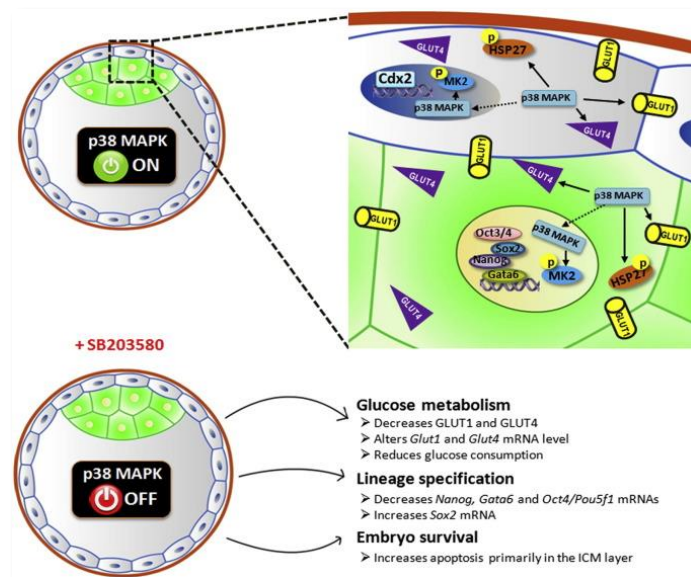 p38 MAPK
ON
GLUT4
p
HSP27
GLUT1
Cdx2
p
MK2
p38 MAPK
p38 MAPK
GLUT1
GLUT4
GLUT1
GLUT4
GLUT4
p38 MAPK
GLUT1
Oct3/4
Sox2
Nanog
Gata6
p38 MAPK
p
MK2
GLUT1
p
HSP27
GLUT4
GLUT1
+ SB203580
p38 MAPK
OFF
Glucose metabolism
➤ Decreases GLUT1 and GLUT4
➤ Alters Glut1 and Glut4 mRNA level
➤ Reduces glucose consumption
Lineage specification
➤ Decreases Nanog, Gata6 and Oct4/Pou5f1 mRNAs
➤ Increases Sox2 mRNA
Embryo survival
➤ Increases apoptosis primarily in the ICM layer